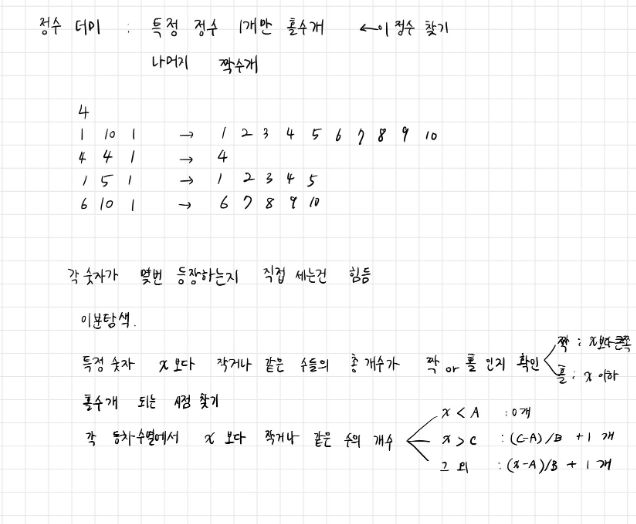 정수 더미 : 특정 정수 1개만 홀수개 ← 이 정수 찾기
나머지 짝수개
4
1 10 1 → 1 2 3 4 5 6 7 8 9 10
4 4 1 → 4
1 5 1 → 1 2 3 4 5
6 10 1 → 6 7 8 9 10
각 숫자가 몇번 등장하는지 직접 세는건 힘듬
이분탐색.
특정 숫자 x 보다 작거나 같은 수들의 총 개수가 짝 or 홀 인지 확인
짝 : x보다 큰쪽
홀 : x 이하
홀수개 되는 시점 찾기
각 등차수열에서 x 보다 작거나 같은 수의 개수
x < A : 0개
x > C : (C-A)/B + 1 개
그 외 : (x-A)/B + 1 개